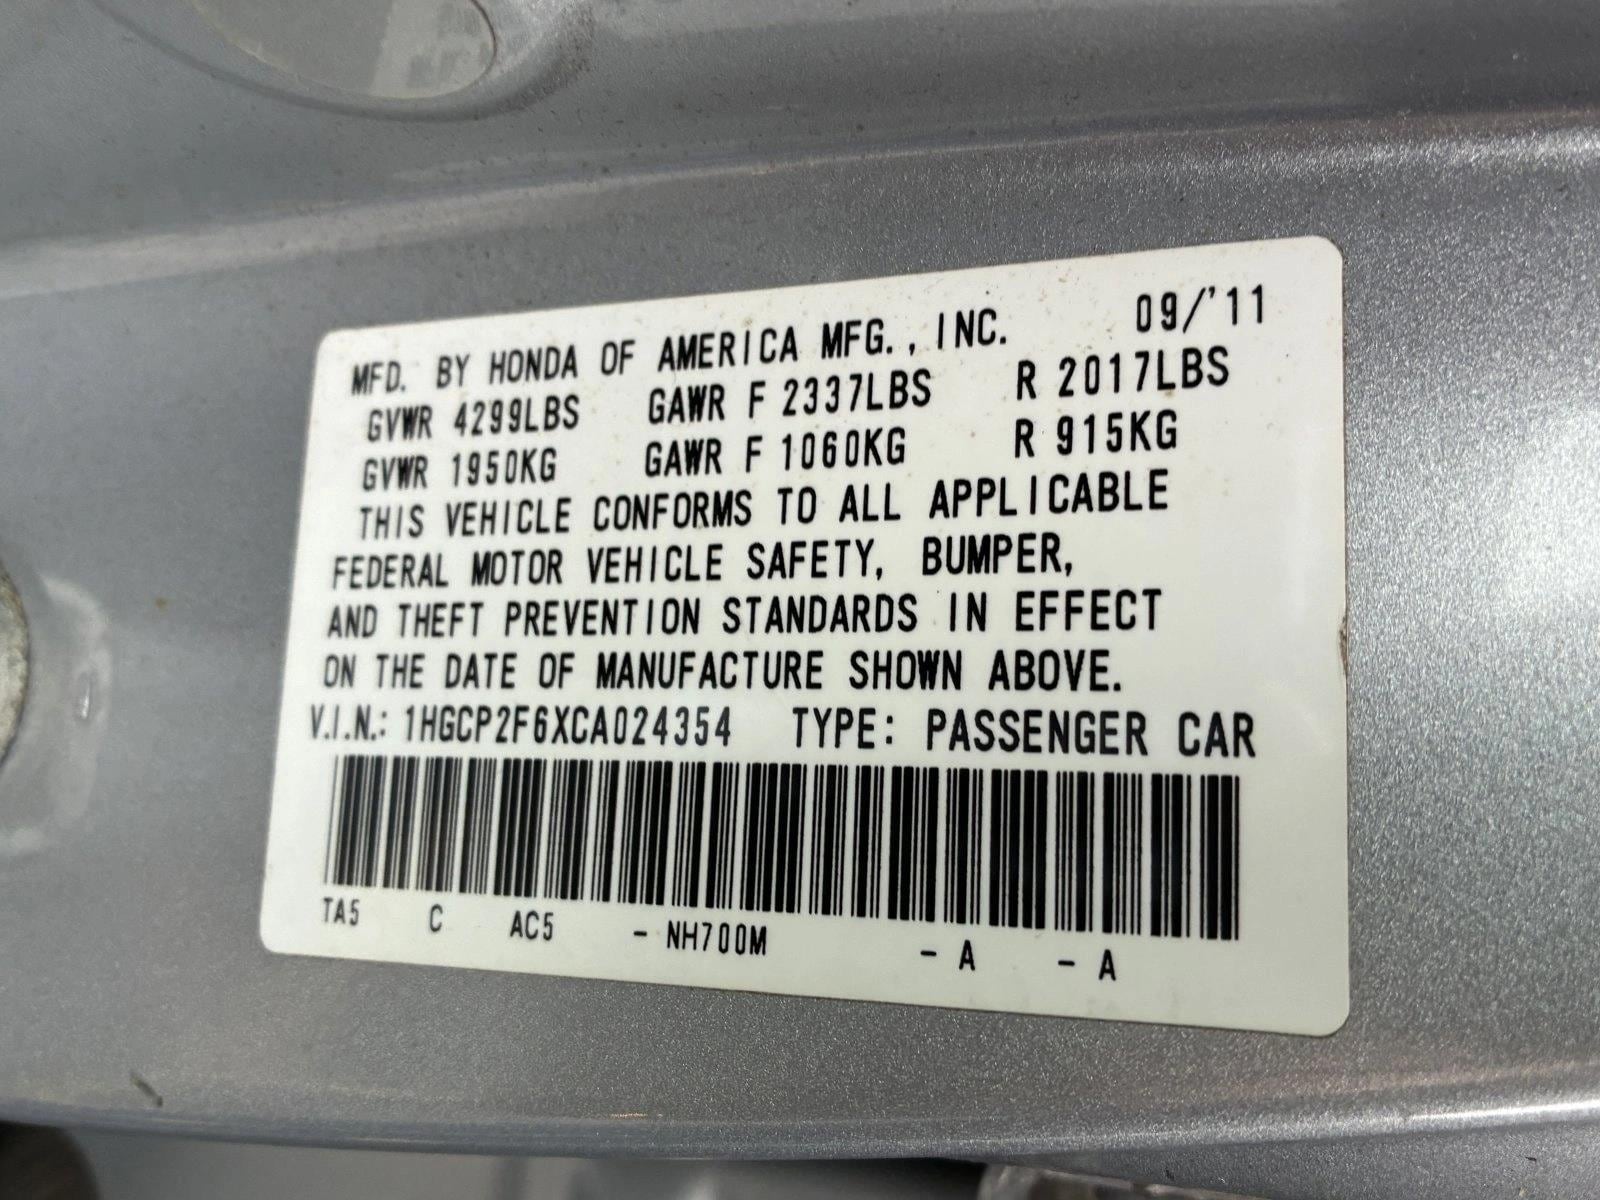 MFD. BY HONDA OF AMERICA MFG., INC. 09/'11
GVWR 4299LBS GAWR F 2337LBS R 2017LBS
GVWR 1950KG GAWR F 1060KG R 915KG
THIS VEHICLE CONFORMS TO ALL APPLICABLE
FEDERAL MOTOR VEHICLE SAFETY, BUMPER,
AND THEFT PREVENTION STANDARDS IN EFFECT
ON THE DATE OF MANUFACTURE SHOWN ABOVE.
V.I.N.: 1HGCP2F6XCA024354 TYPE: PASSENGER CAR
TA5 C AC5 - NH700M - A - A